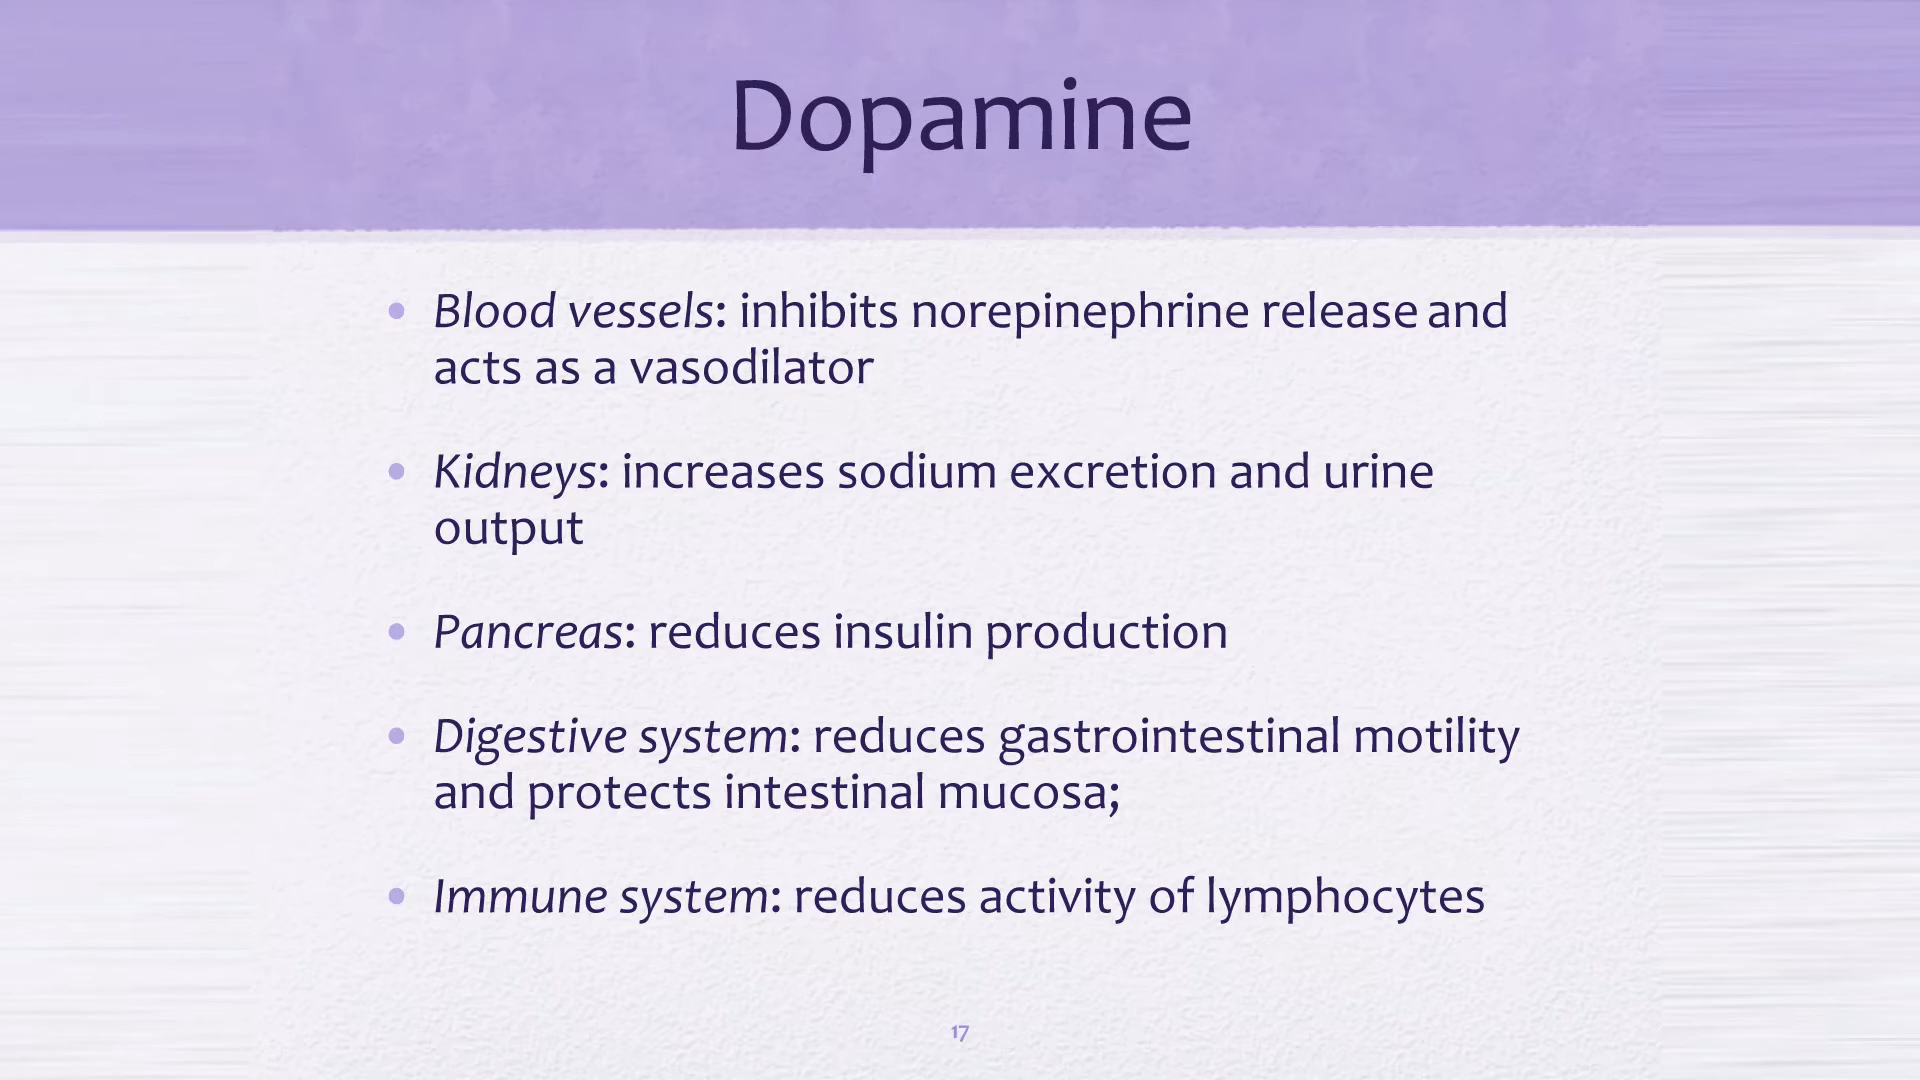 Dopamine
• Blood vessels: inhibits norepinephrine release and
acts as a vasodilator
• Kidneys: increases sodium excretion and urine
output
• Pancreas: reduces insulin production
• Digestive system: reduces gastrointestinal motility
and protects intestinal mucosa;
• Immune system: reduces activity of lymphocytes
17